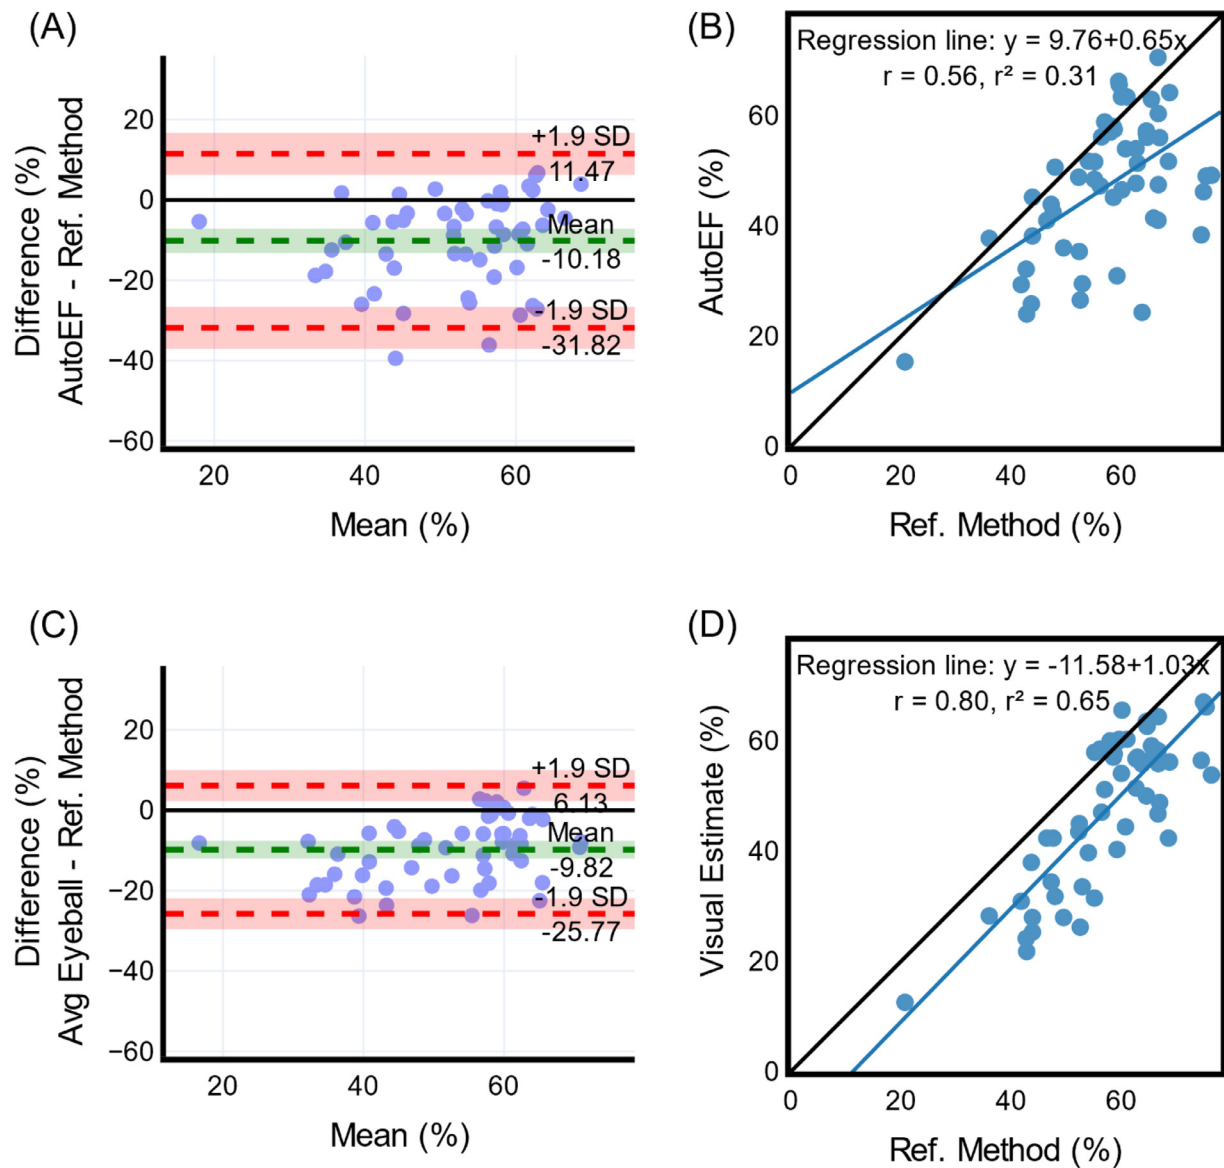 (A)
Difference (%)
AutoEF - Ref. Method
20
0
−20
−40
−60
+1.9 SD
11.47
Mean
-10.18
-1.9 SD
-31.82
20
40
60
Mean (%)
(B)
AutoEF (%)
60
40
20
0
Regression line: y = 9.76+0.65x
r = 0.56, r² = 0.31
0
20
40
60
Ref. Method (%)
(C)
Difference (%)
Avg Eyeball - Ref. Method
20
0
−20
−40
−60
+1.9 SD
6.13
Mean
-9.82
-1.9 SD
-25.77
20
40
60
Mean (%)
(D)
Visual Estimate (%)
60
40
20
0
Regression line: y = -11.58+1.03x
r = 0.80, r² = 0.65
0
20
40
60
Ref. Method (%)